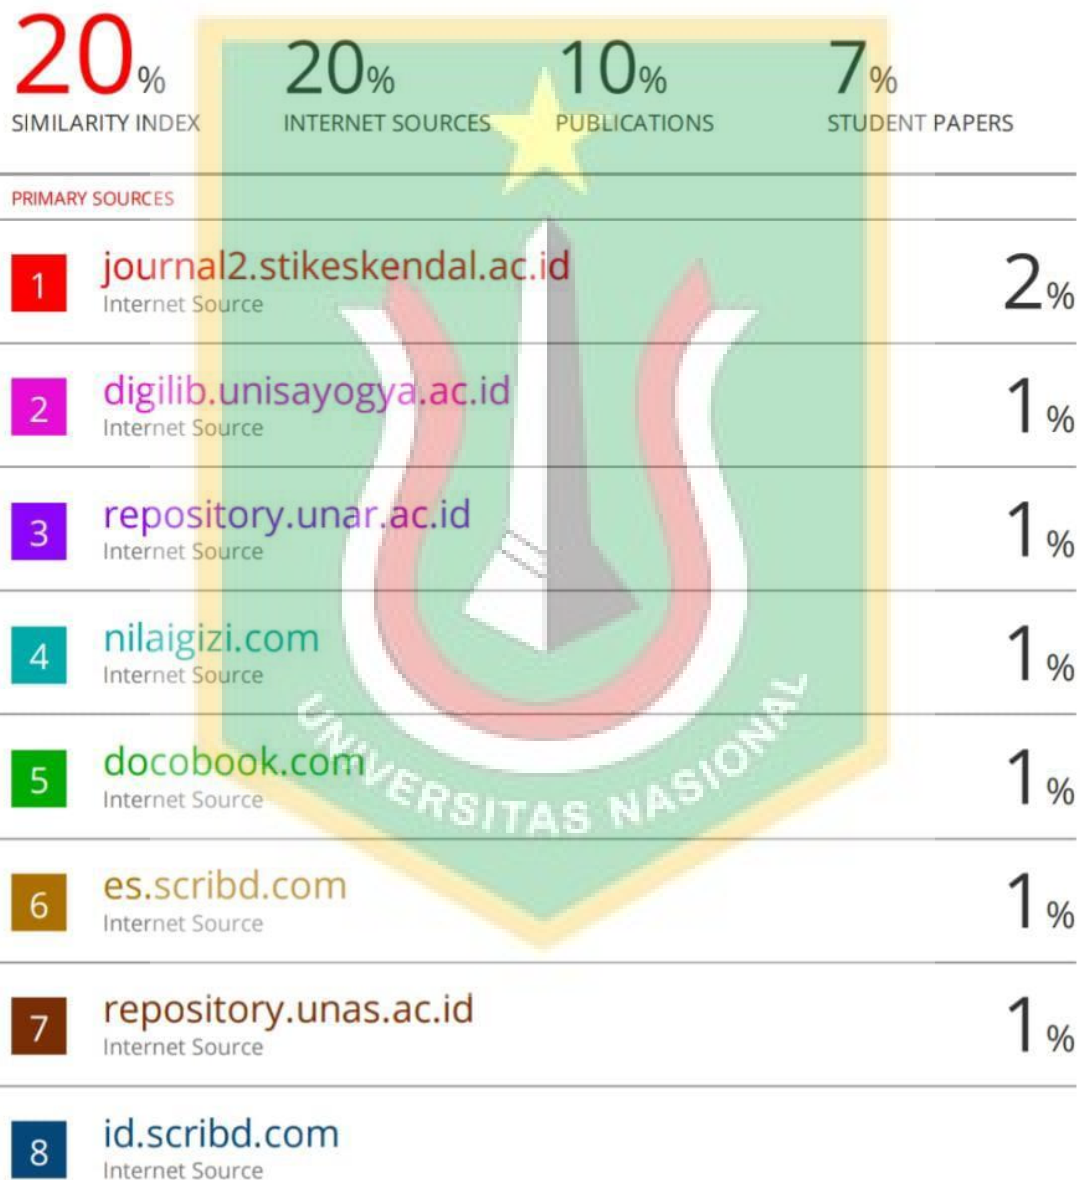 20% 20% 10% 7%
SIMILARITY INDEX INTERNET SOURCES PUBLICATIONS STUDENT PAPERS
PRIMARY SOURCES
1 journal2.stikeskendal.ac.id 2%
Internet Source
2 digilib.unisayogya.ac.id 1%
Internet Source
3 repository.unar.ac.id 1%
Internet Source
4 nilaigizi.com 1%
Internet Source
5 docobook.com 1%
Internet Source
UNIVERSITAS NASIONAL
6 es.scribd.com 1%
Internet Source
7 repository.unas.ac.id 1%
Internet Source
8 id.scribd.com
Internet Source